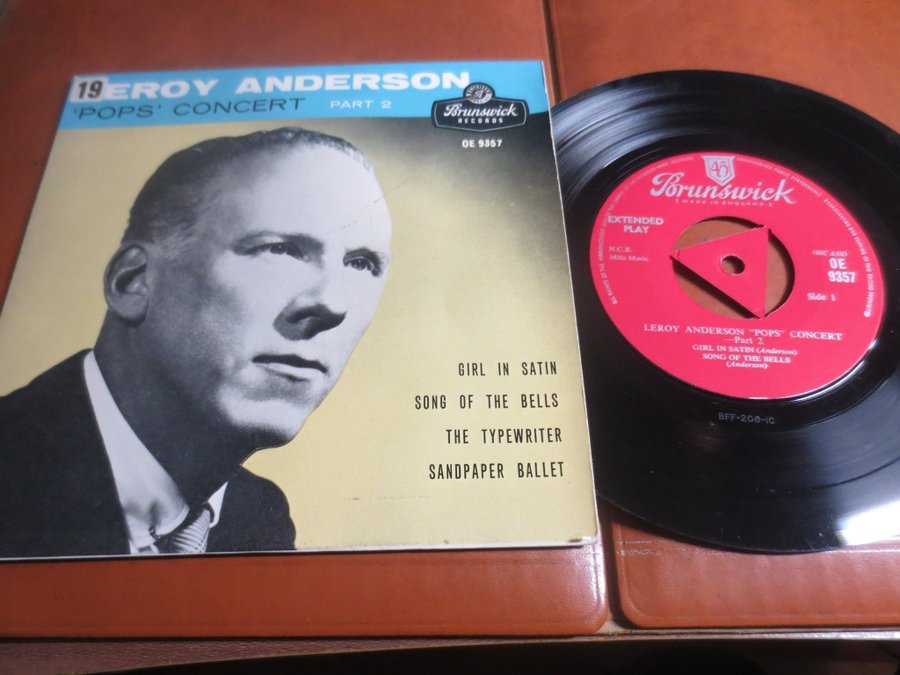 19
EROY ANDERSON
'POPS' CONCERT PART 2
Brunswick
RECORDS
OE 9357
GIRL IN SATIN
SONG OF THE BELLS
THE TYPEWRITER
SANDPAPER BALLET
45
Brunswick
( MADE IN ENGLAND )
EXTENDED
PLAY
N.C.B.
Mills Music
OE
9357
Side 1
LEROY ANDERSON "POPS" CONCERT
—Part 2
GIRL IN SATIN (Anderson)
SONG OF THE BELLS
(Anderson)
BFF-208-1C